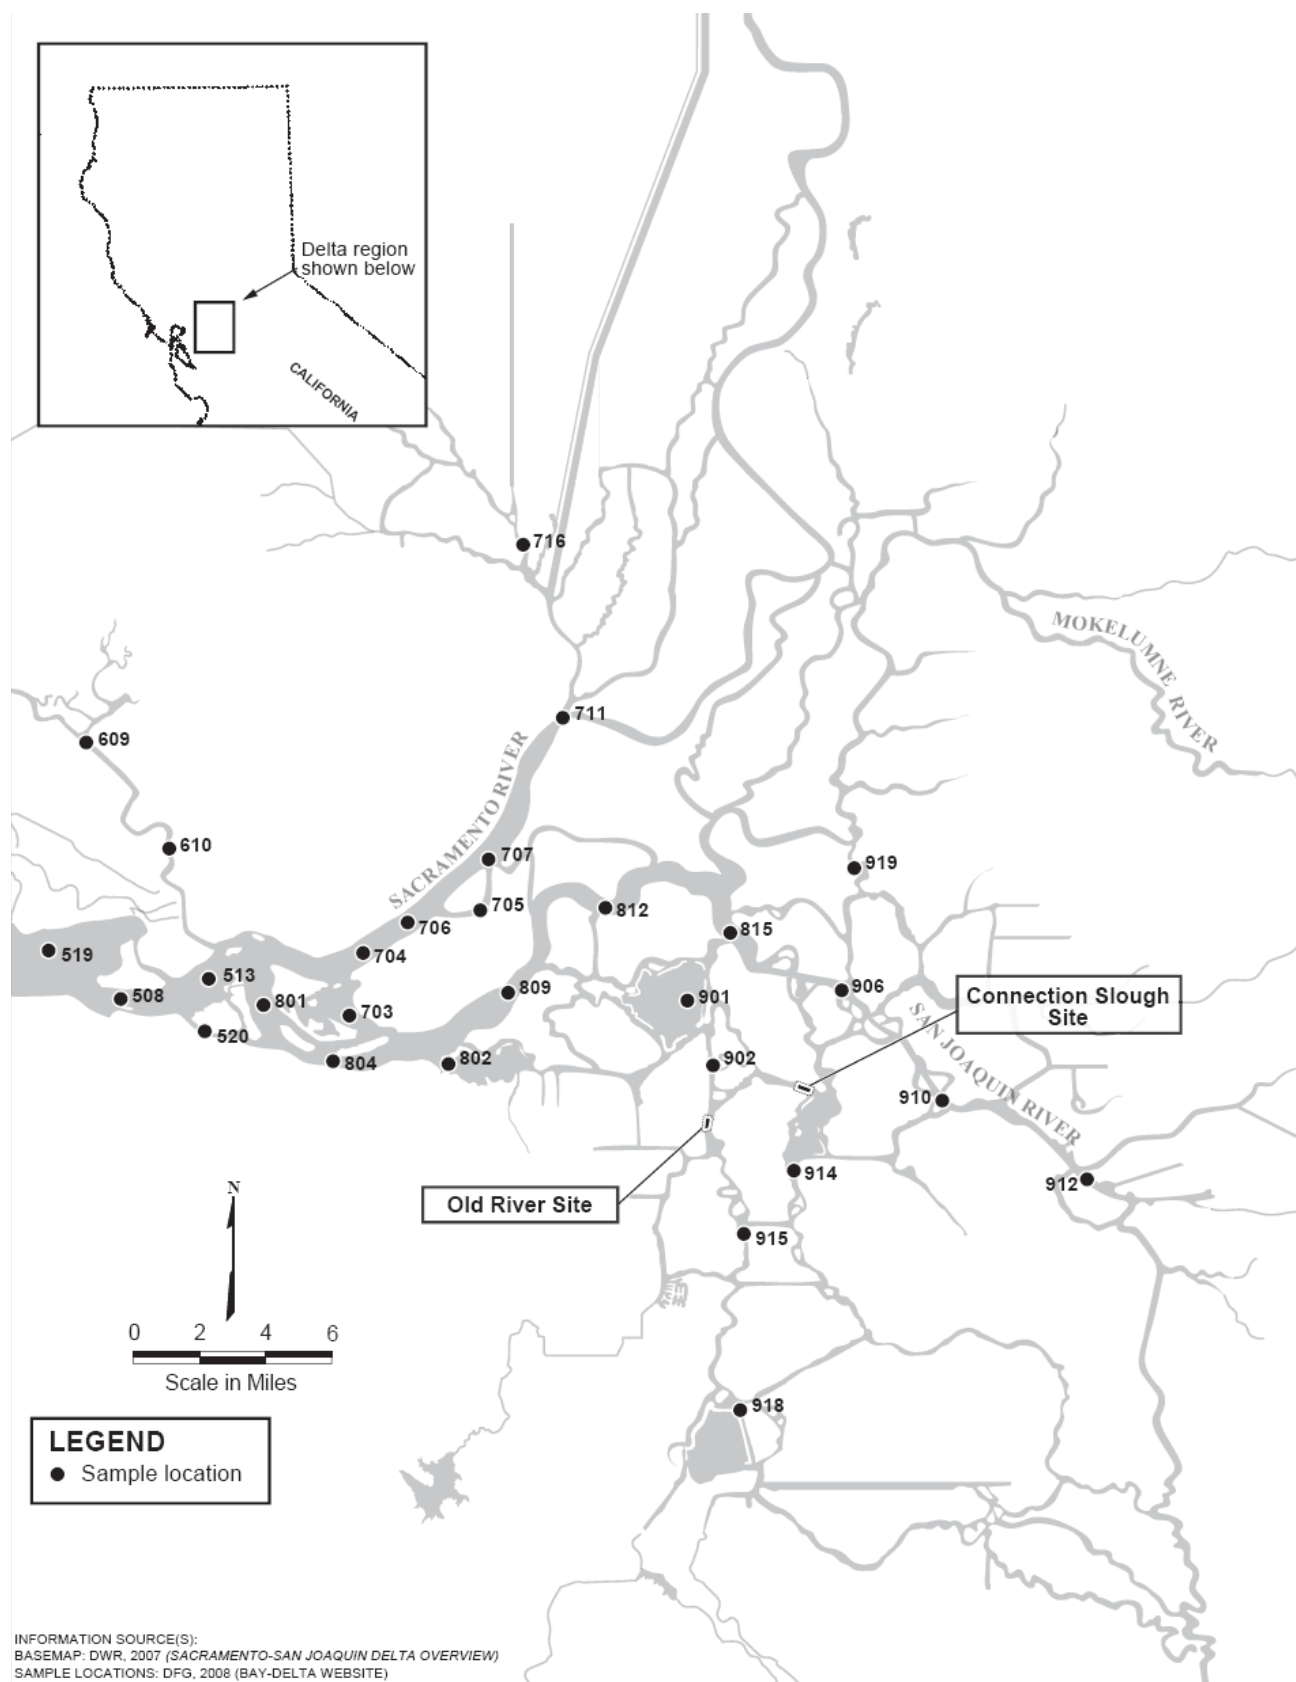 Delta region
shown below
CALIFORNIA
716
MOKELUMNE RIVER
711
609
SACRAMENTO RIVER
610
707
919
705
812
706
815
704
519
513
508
801
809
703
901
906
Connection Slough
Site
SAN JOAQUIN RIVER
520
804
802
902
910
914
912
Old River Site
915
N
0 2 4 6
Scale in Miles
918
LEGEND
Sample location
INFORMATION SOURCE(S):
BASEMAP: DWR, 2007 (SACRAMENTO-SAN JOAQUIN DELTA OVERVIEW)
SAMPLE LOCATIONS: DFG, 2008 (BAY-DELTA WEBSITE)